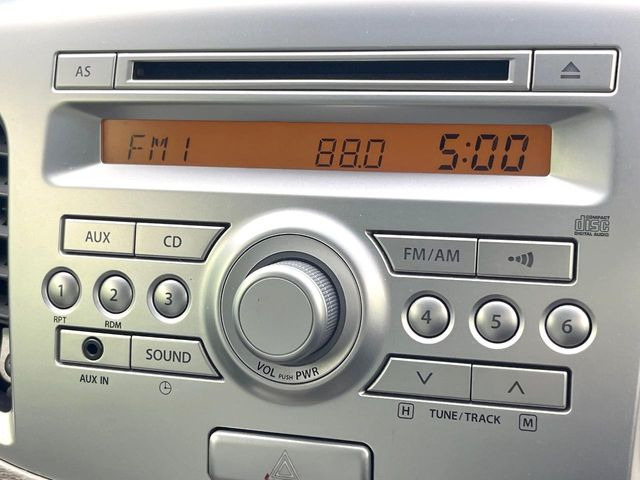 AS
FM1 88.0 5:00
COMPACT
disc
DIGITAL AUDIO
AUX CD FM/AM
1 2 3 4 5 6
RPT RDM
SOUND
AUX IN
VOL PUSH PWR
H TUNE/TRACK M